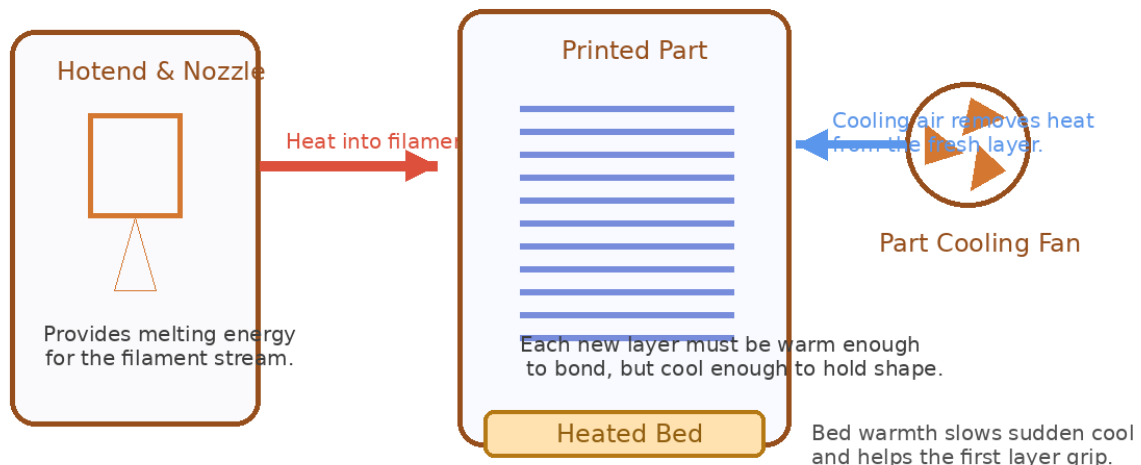 Hotend & Nozzle
Provides melting energy
for the filament stream.
Heat into filamen
Printed Part
Each new layer must be warm enough
to bond, but cool enough to hold shape.
Heated Bed
Cooling air removes heat
from the fresh layer.
Part Cooling Fan
Bed warmth slows sudden cool
and helps the first layer grip.